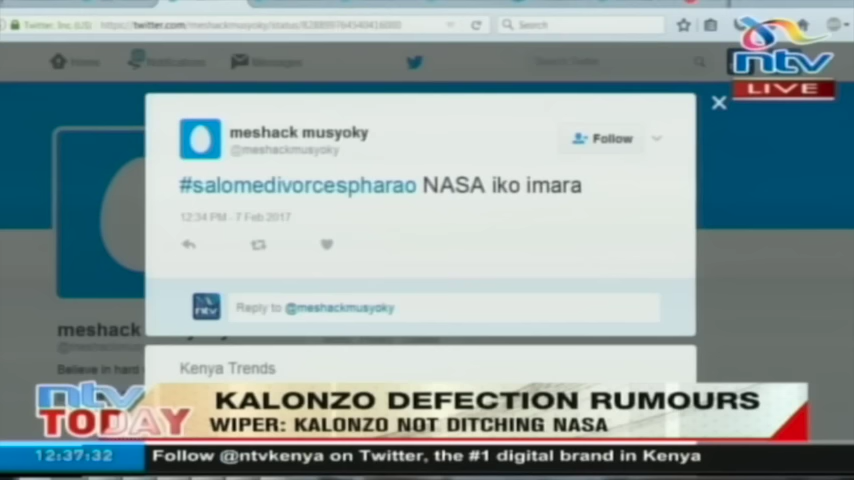 Twitter, Inc. (US) https://twitter.com/meshackmusyoky/status/ Search
Home Notifications Messages Search Twitter
ntv
LIVE
meshack musyoky
@meshackmusyoky
Follow
#salomedivorcespharao NASA iko imara
12:34 PM - 7 Feb 2017
ntv
Reply to @meshackmusyoky
meshack
Believe in hard
Kenya Trends
ntv
TODAY
KALONZO DEFECTION RUMOURS
WIPER: KALONZO NOT DITCHING NASA
12:37:32 Follow @ntvkenya on Twitter, the #1 digital brand in Kenya